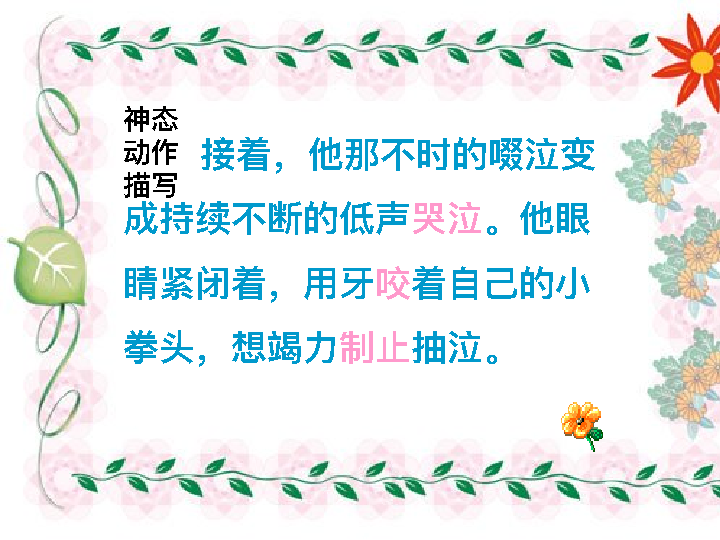 神态
动作
描写
接着，他那不时的啜泣变
成持续不断的低声哭泣。他眼
睛紧闭着，用牙咬着自己的小
拳头，想竭力制止抽泣。